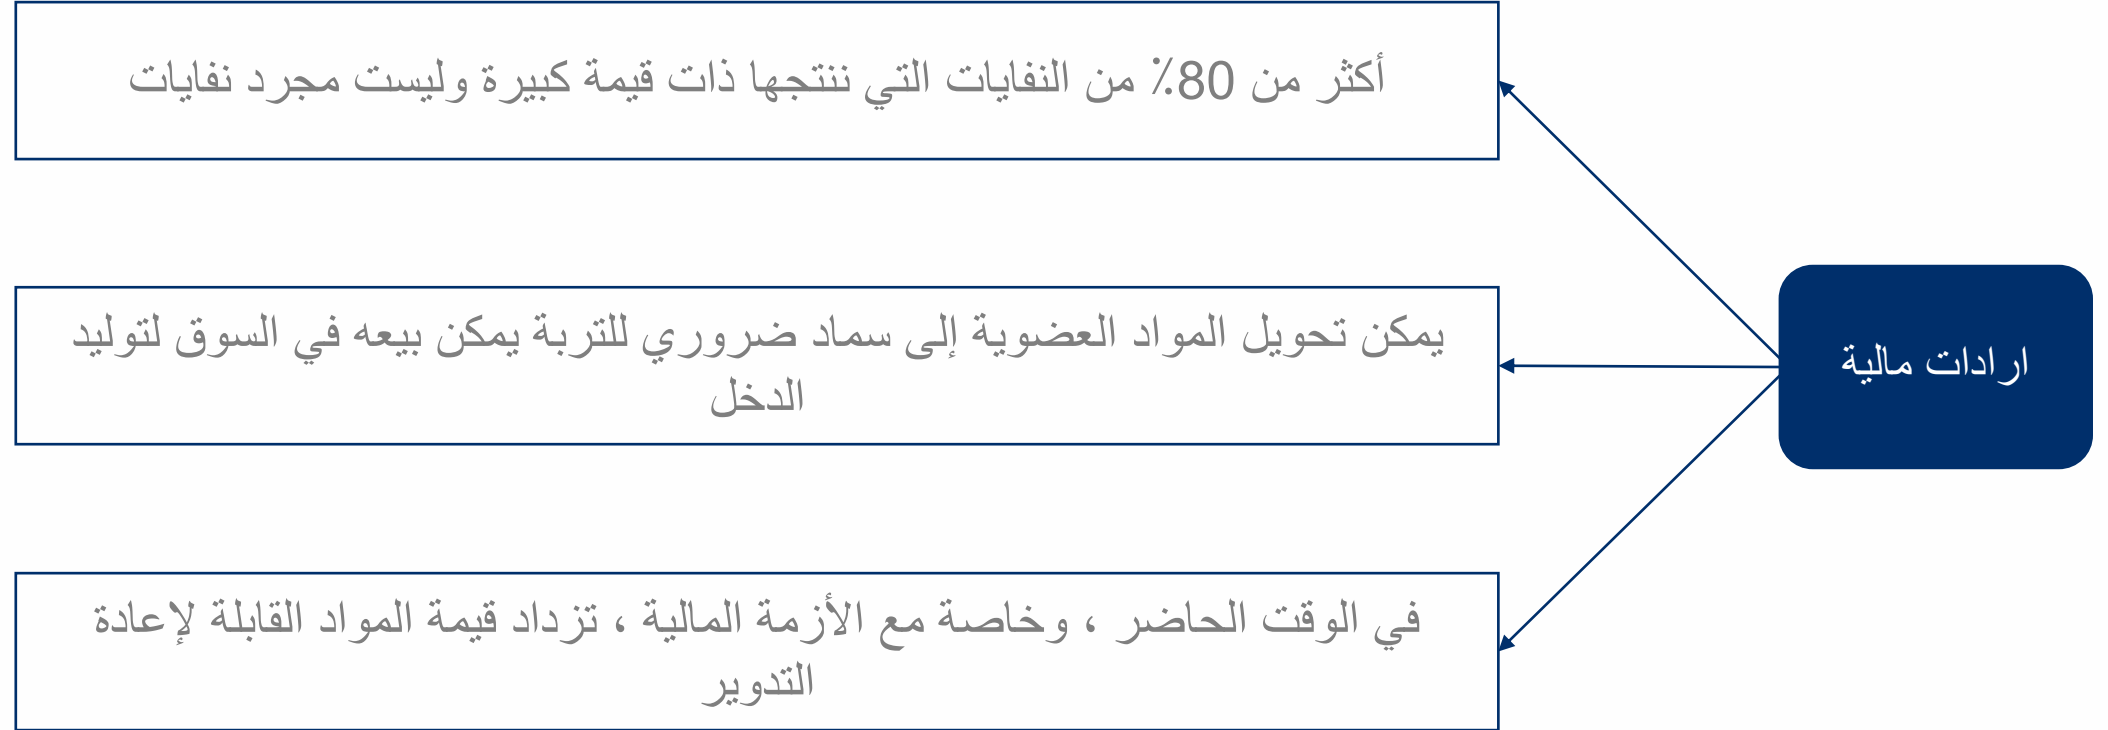 ارادات مالية
أكثر من 80٪ من النفايات التي ننتجها ذات قيمة كبيرة وليست مجرد نفايات
يمكن تحويل المواد العضوية إلى سماد ضروري للتربة يمكن بيعه في السوق لتوليد
الدخل
في الوقت الحاضر ، وخاصة مع الأزمة المالية ، تزداد قيمة المواد القابلة لإعادة
التدوير